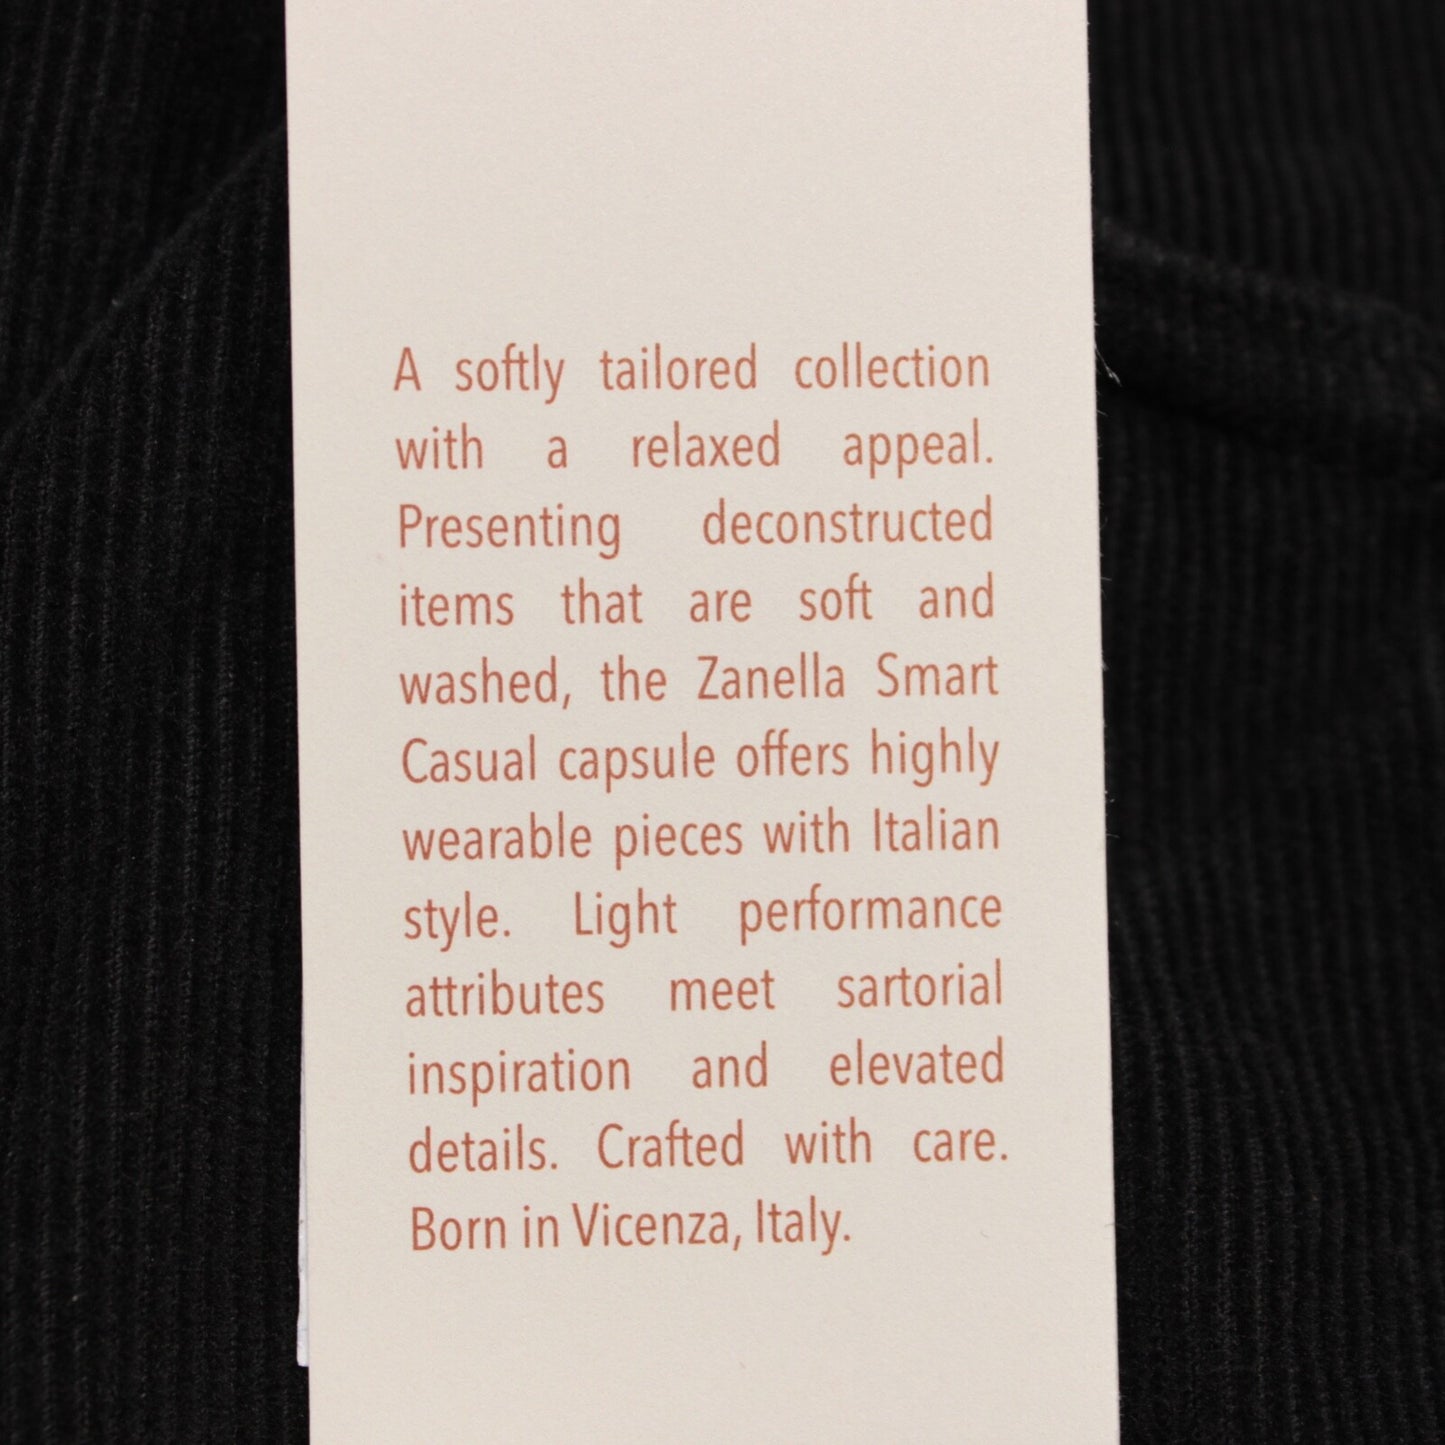 A softly tailored collection
with a relaxed appeal.
Presenting deconstructed
items that are soft and
washed, the Zanella Smart
Casual capsule offers highly
wearable pieces with Italian
style. Light performance
attributes meet sartorial
inspiration and elevated
details. Crafted with care.
Born in Vicenza, Italy.